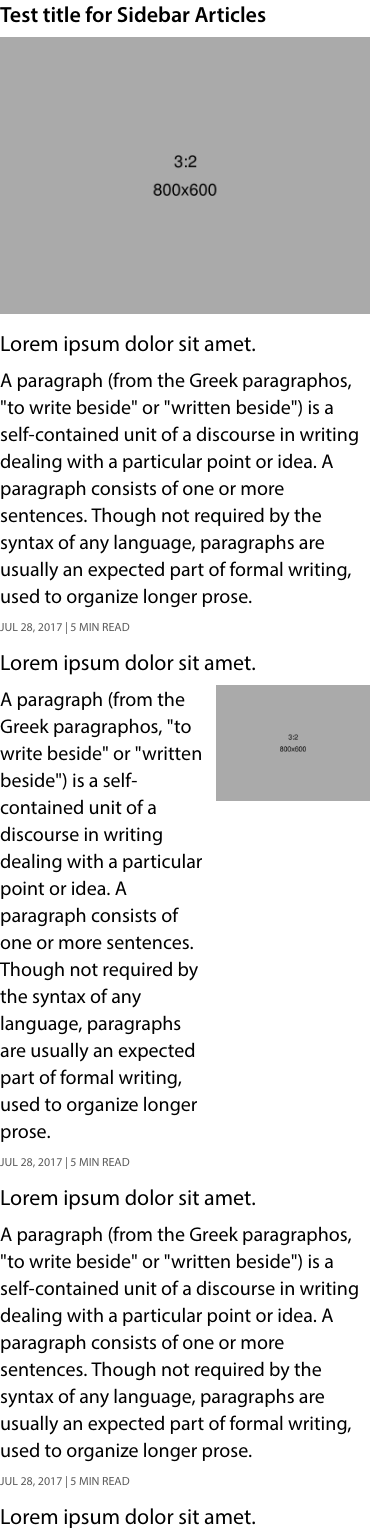 Test title for Sidebar Articles
3:2
800x600
Lorem ipsum dolor sit amet.
A paragraph (from the Greek paragraphos,
"to write beside" or "written beside") is a
self-contained unit of a discourse in writing
dealing with a particular point or idea. A
paragraph consists of one or more
sentences. Though not required by the
syntax of any language, paragraphs are
usually an expected part of formal writing,
used to organize longer prose.
JUL 28, 2017 | 5 MIN READ
Lorem ipsum dolor sit amet.
A paragraph (from the
Greek paragraphos, "to
write beside" or "written
beside") is a self-
contained unit of a
discourse in writing
dealing with a particular
point or idea. A
paragraph consists of
one or more sentences.
Though not required by
the syntax of any
language, paragraphs
are usually an expected
part of formal writing,
used to organize longer
prose.
3:2
800x600
JUL 28, 2017 | 5 MIN READ
Lorem ipsum dolor sit amet.
A paragraph (from the Greek paragraphos,
"to write beside" or "written beside") is a
self-contained unit of a discourse in writing
dealing with a particular point or idea. A
paragraph consists of one or more
sentences. Though not required by the
syntax of any language, paragraphs are
usually an expected part of formal writing,
used to organize longer prose.
JUL 28, 2017 | 5 MIN READ
Lorem ipsum dolor sit amet.